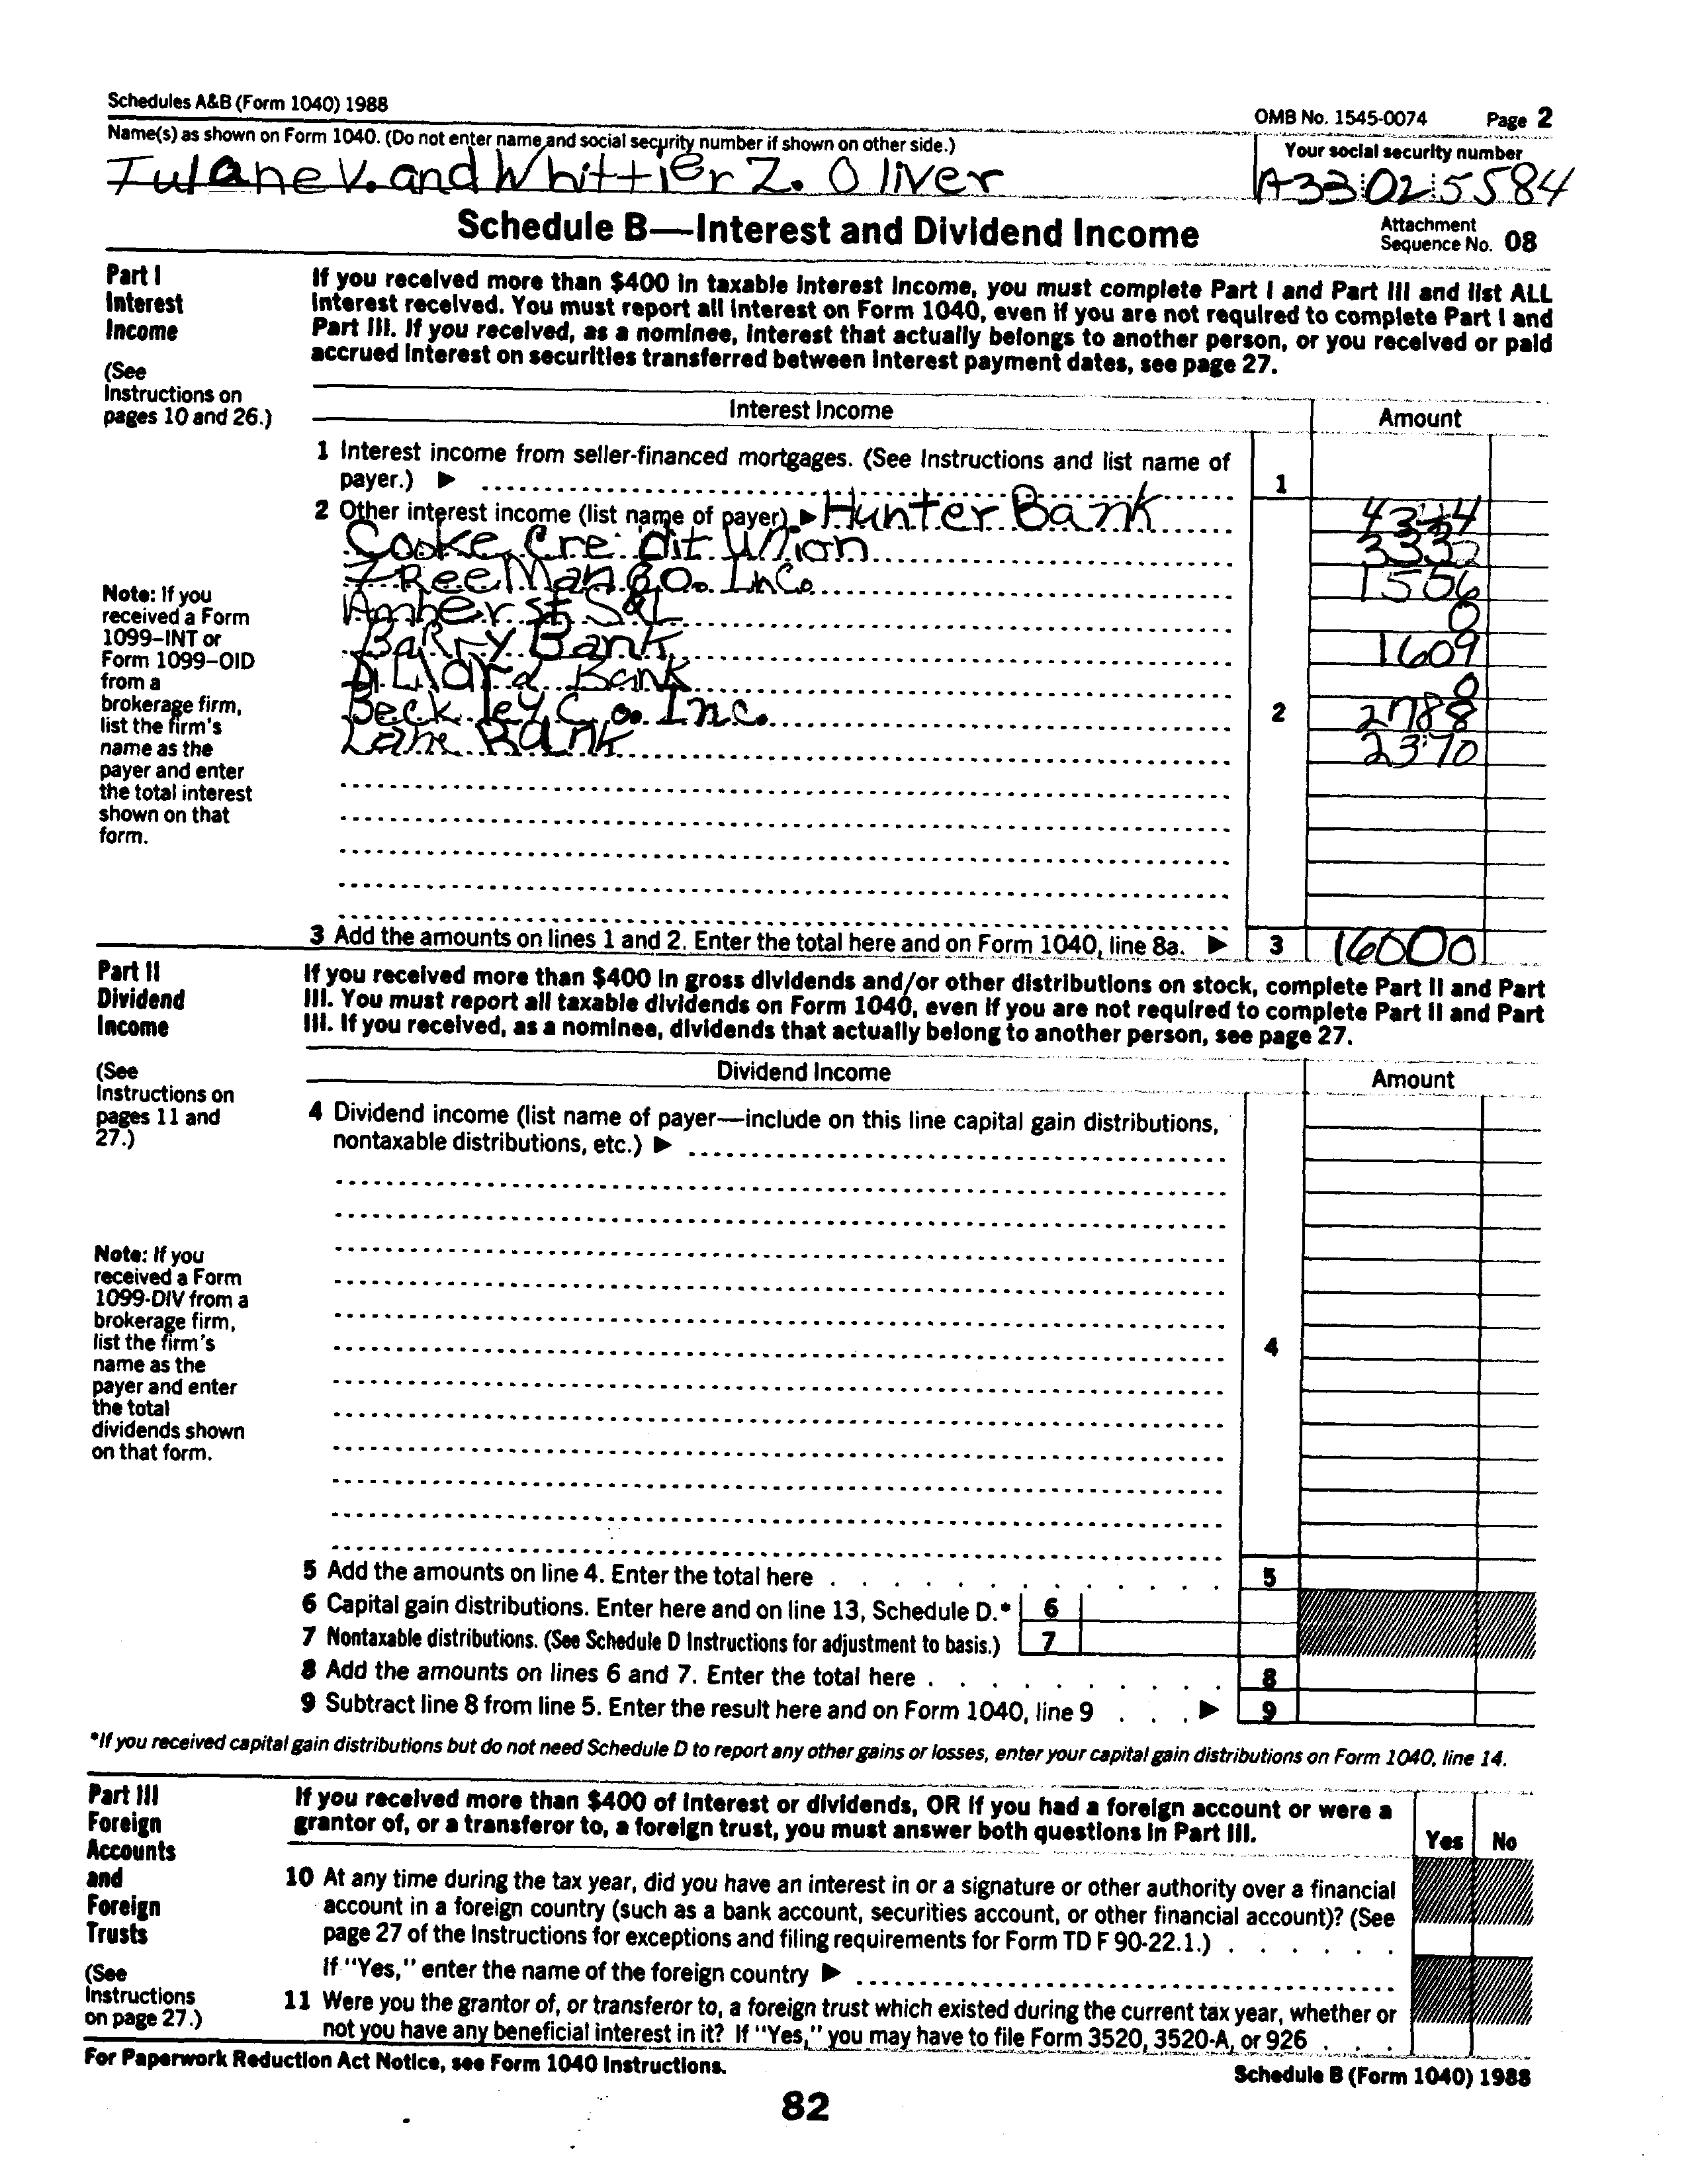 Schedules A&B (Form 1040) 1988
OMB No. 1545-0074 Page 2
Name(s) as shown on Form 1040. (Do not enter name and social security number if shown on other side.)
Your social security number
Tulane V. and Whittier Z. Oliver
A33 02 5584
Schedule B—Interest and Dividend Income
Attachment
Sequence No. 08
Part I
Interest
Income
(See
Instructions on
pages 10 and 26.)
If you received more than $400 in taxable interest income, you must complete Part I and Part III and list ALL
interest received. You must report all interest on Form 1040, even if you are not required to complete Part I and
Part III. If you received, as a nominee, interest that actually belongs to another person, or you received or paid
accrued interest on securities transferred between interest payment dates, see page 27.
Interest Income
Amount
1 Interest income from seller-financed mortgages. (See Instructions and list name of
payer.) ▶
1
2 Other interest income (list name of payer) ▶ Hunter Bank
Cooke Credit Union 3332
FReeMan Co. Inc. 1556
Amherst S&L 0
BaRRy Bank 1609
DiLlard Bank 0
Beckley Co. Inc. 2 2788
Lane Bank 2370
Note: If you
received a Form
1099–INT or
Form 1099–OID
from a
brokerage firm,
list the firm's
name as the
payer and enter
the total interest
shown on that
form.
3 Add the amounts on lines 1 and 2. Enter the total here and on Form 1040, line 8a. ▶ 3 16000
Part II
Dividend
Income
(See
Instructions on
pages 11 and
27.)
If you received more than $400 in gross dividends and/or other distributions on stock, complete Part II and Part
III. You must report all taxable dividends on Form 1040, even if you are not required to complete Part II and Part
III. If you received, as a nominee, dividends that actually belong to another person, see page 27.
Dividend Income
Amount
4 Dividend income (list name of payer—include on this line capital gain distributions,
nontaxable distributions, etc.) ▶
Note: If you
received a Form
1099-DIV from a
brokerage firm,
list the firm's
name as the
payer and enter
the total
dividends shown
on that form.
4
5 Add the amounts on line 4. Enter the total here . . . . . . . . . . 5
6 Capital gain distributions. Enter here and on line 13, Schedule D.* 6
7 Nontaxable distributions. (See Schedule D Instructions for adjustment to basis.) 7
8 Add the amounts on lines 6 and 7. Enter the total here . . . . . . . . 8
9 Subtract line 8 from line 5. Enter the result here and on Form 1040, line 9 . . . ▶ 9
*If you received capital gain distributions but do not need Schedule D to report any other gains or losses, enter your capital gain distributions on Form 1040, line 14.
Part III
Foreign
Accounts
and
Foreign
Trusts
(See
Instructions
on page 27.)
If you received more than $400 of interest or dividends, OR if you had a foreign account or were a
grantor of, or a transferor to, a foreign trust, you must answer both questions in Part III.
Yes No
10 At any time during the tax year, did you have an interest in or a signature or other authority over a financial
account in a foreign country (such as a bank account, securities account, or other financial account)? (See
page 27 of the Instructions for exceptions and filing requirements for Form TD F 90-22.1.) . . . . . .
If "Yes," enter the name of the foreign country ▶
11 Were you the grantor of, or transferor to, a foreign trust which existed during the current tax year, whether or
not you have any beneficial interest in it? If "Yes," you may have to file Form 3520, 3520-A, or 926 . . .
For Paperwork Reduction Act Notice, see Form 1040 Instructions.
Schedule B (Form 1040) 1988
82